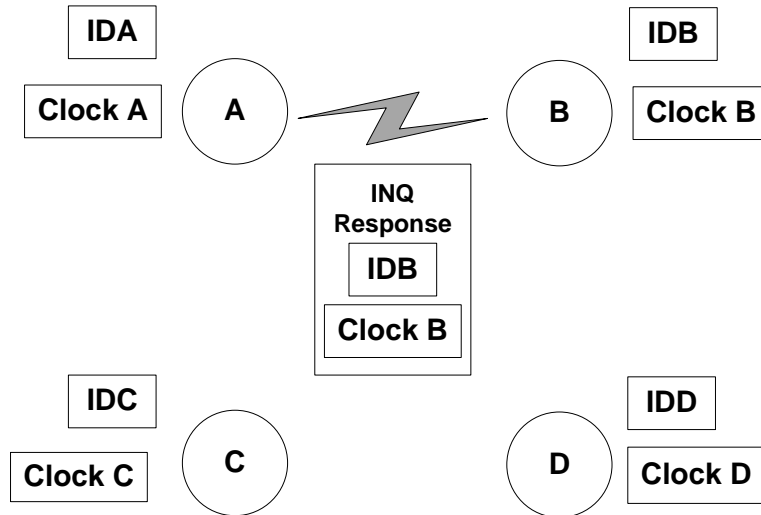 IDA
IDB
Clock A
A
B
Clock B
INQ
Response
IDB
Clock B
IDC
IDD
Clock C
C
D
Clock D